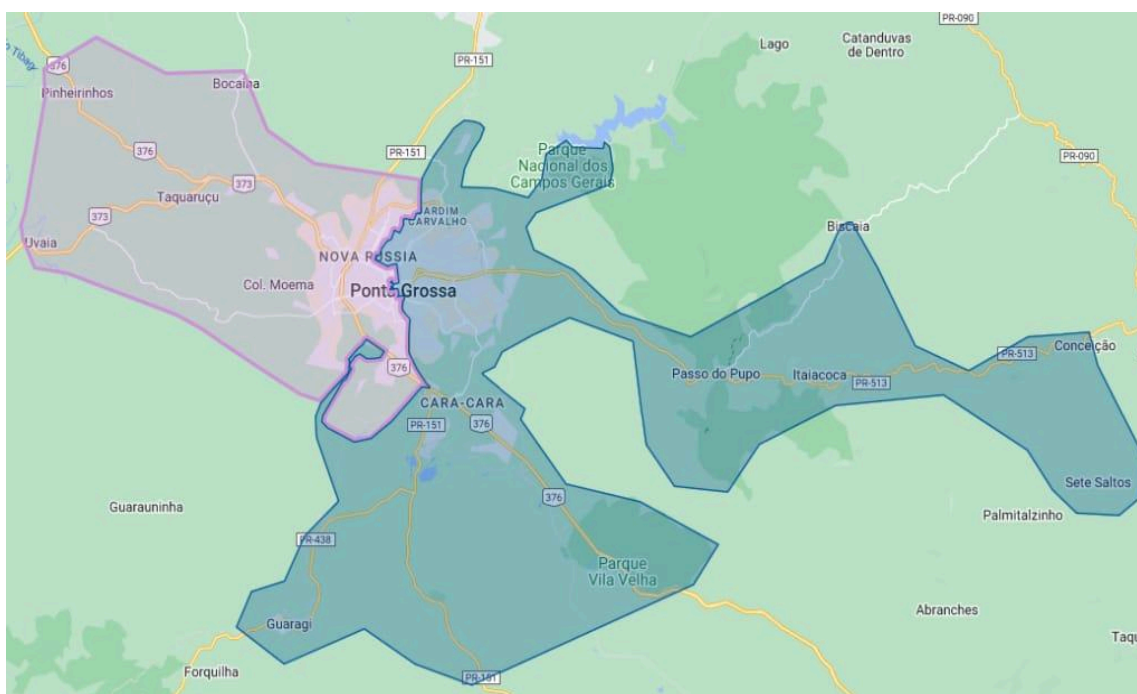 PR-090
Lago
Catanduvas
de Dentro
376
Pinheirinhos
Bocaina
PR-151
376
PR-151
Parque
Nacional dos
Campos Gerais
PR-090
373
Taquaruçu
373
JARDIM
CARVALHO
Uvaia
Biscaia
NOVA RUSSIA
Col. Moema
Ponta Grossa
Conceição
PR-513
376
Passo do Pupo
Itaiacoca
PR-513
CARA-CARA
PR-151
376
Sete Saltos
376
Guarauninha
Palmitalzinho
PR-438
Parque
Vila Velha
Guaragi
Abranches
Forquilha
PR-151